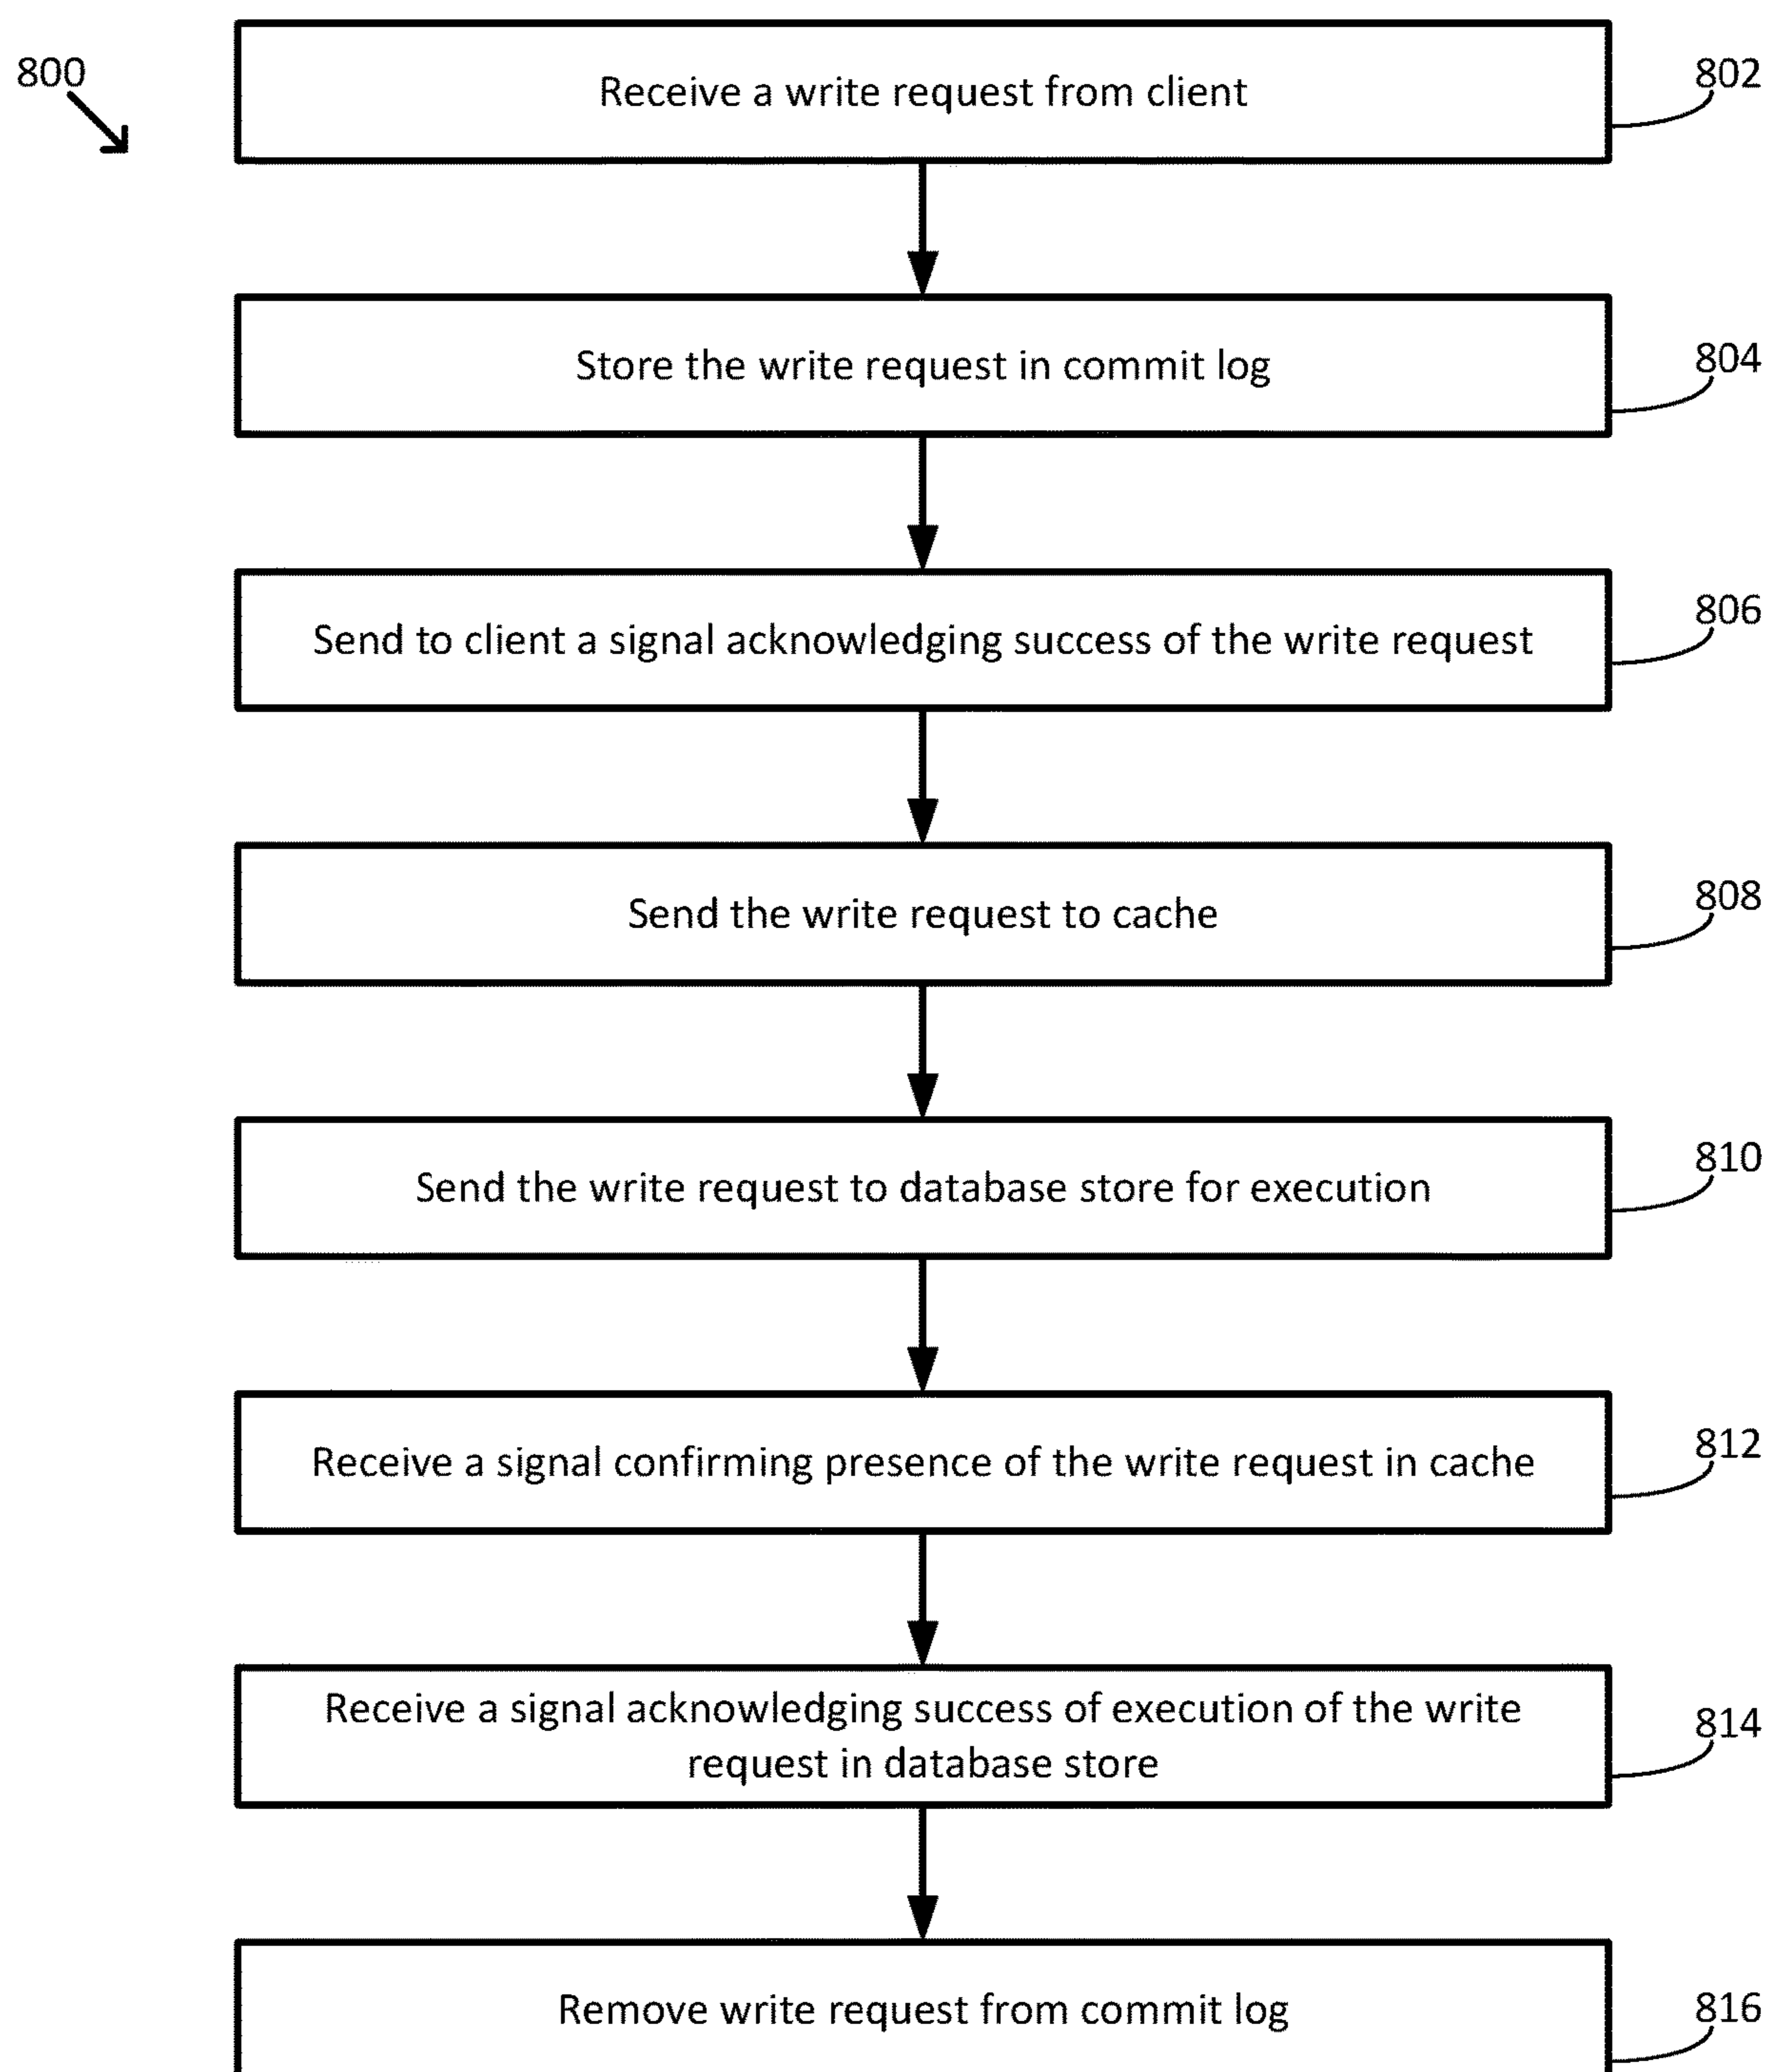 800
Receive a write request from client
802
Store the write request in commit log
804
Send to client a signal acknowledging success of the write request
806
Send the write request to cache
808
Send the write request to database store for execution
810
Receive a signal confirming presence of the write request in cache
812
Receive a signal acknowledging success of execution of the write
request in database store
814
Remove write request from commit log
816